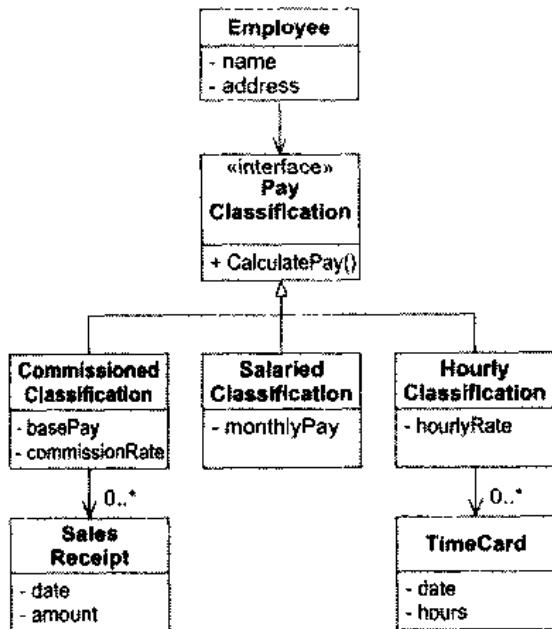 Employee
- name
- address
«interface»
Pay
Classification
+ CalculatePay()
Commissioned
Classification
- basePay
- commissionRate
Salaried
Classification
- monthlyPay
Hourly
Classification
- hourlyRate
0..*
0..*
Sales
Receipt
- date
- amount
TimeCard
- date
- hours